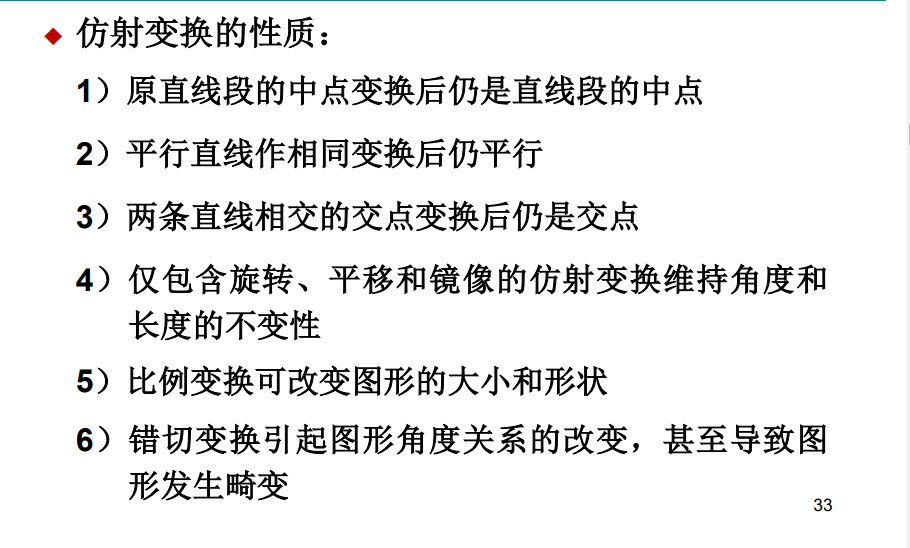 ◆ 仿射变换的性质：
1）原直线段的中点变换后仍是直线段的中点
2）平行直线作相同变换后仍平行
3）两条直线相交的交点变换后仍是交点
4）仅包含旋转、平移和镜像的仿射变换维持角度和
长度的不变性
5）比例变换可改变图形的大小和形状
6）错切变换引起图形角度关系的改变，甚至导致图
形发生畸变
33